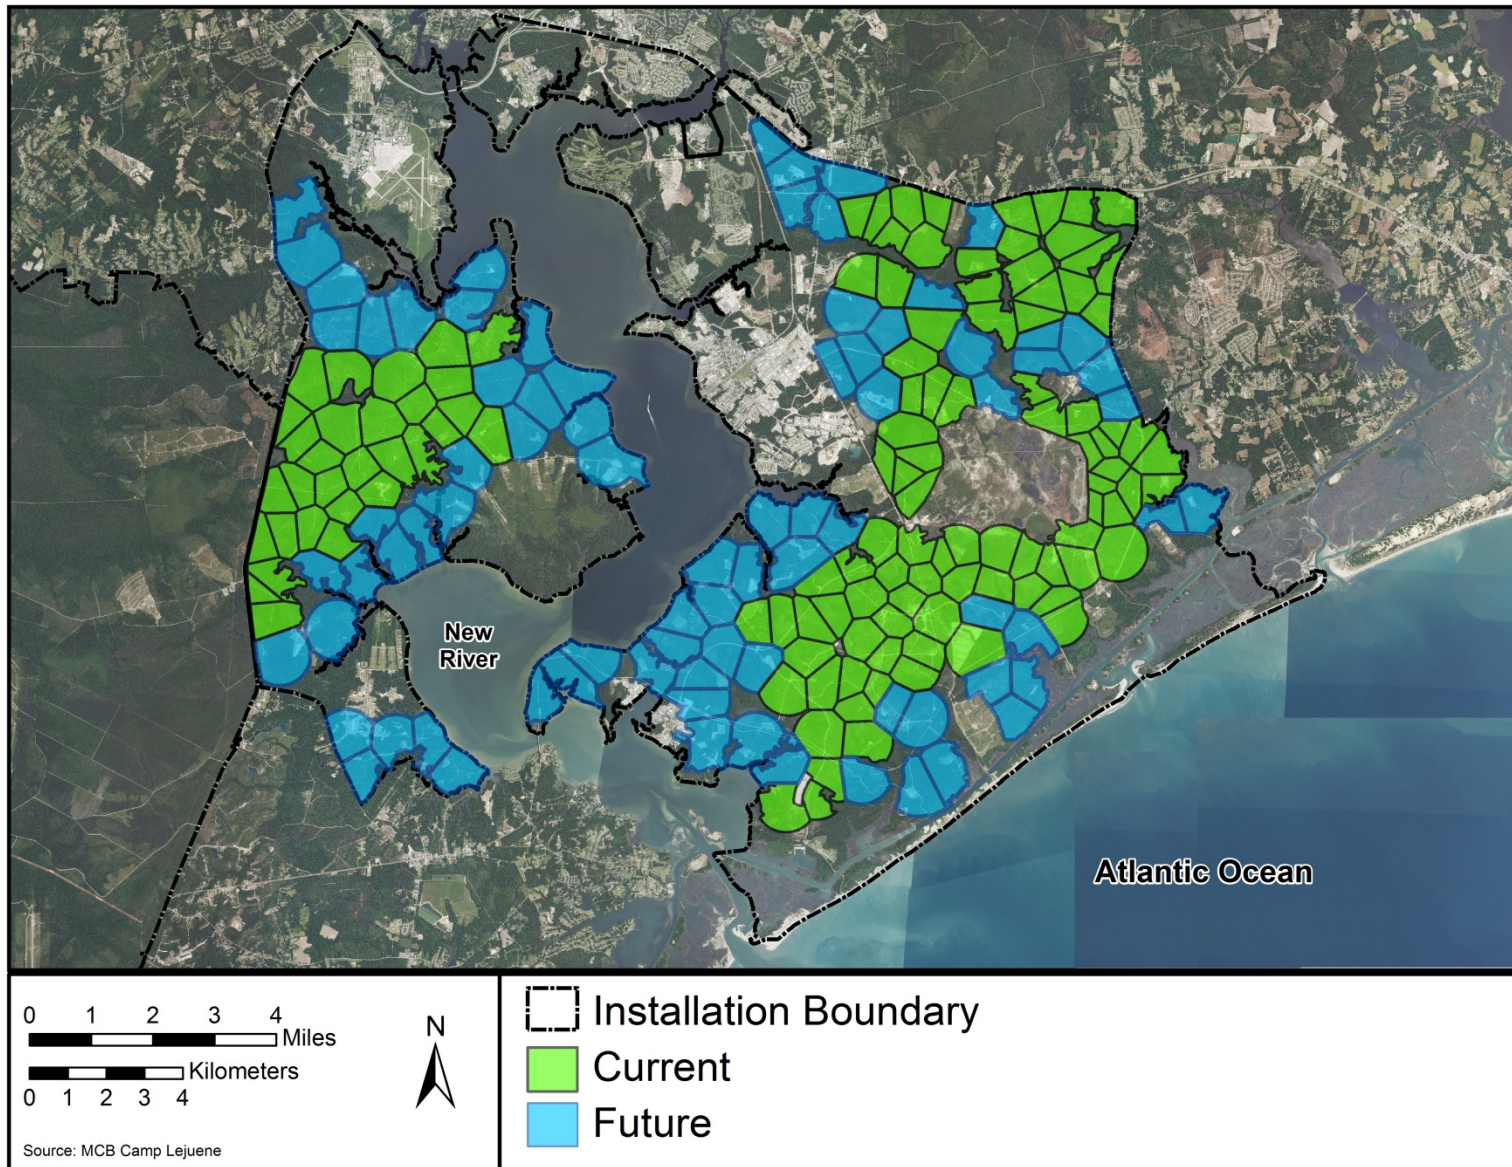 New
River
Atlantic Ocean
0 1 2 3 4
Miles
Kilometers
0 1 2 3 4
N
Source: MCB Camp Lejuene
Installation Boundary
Current
Future